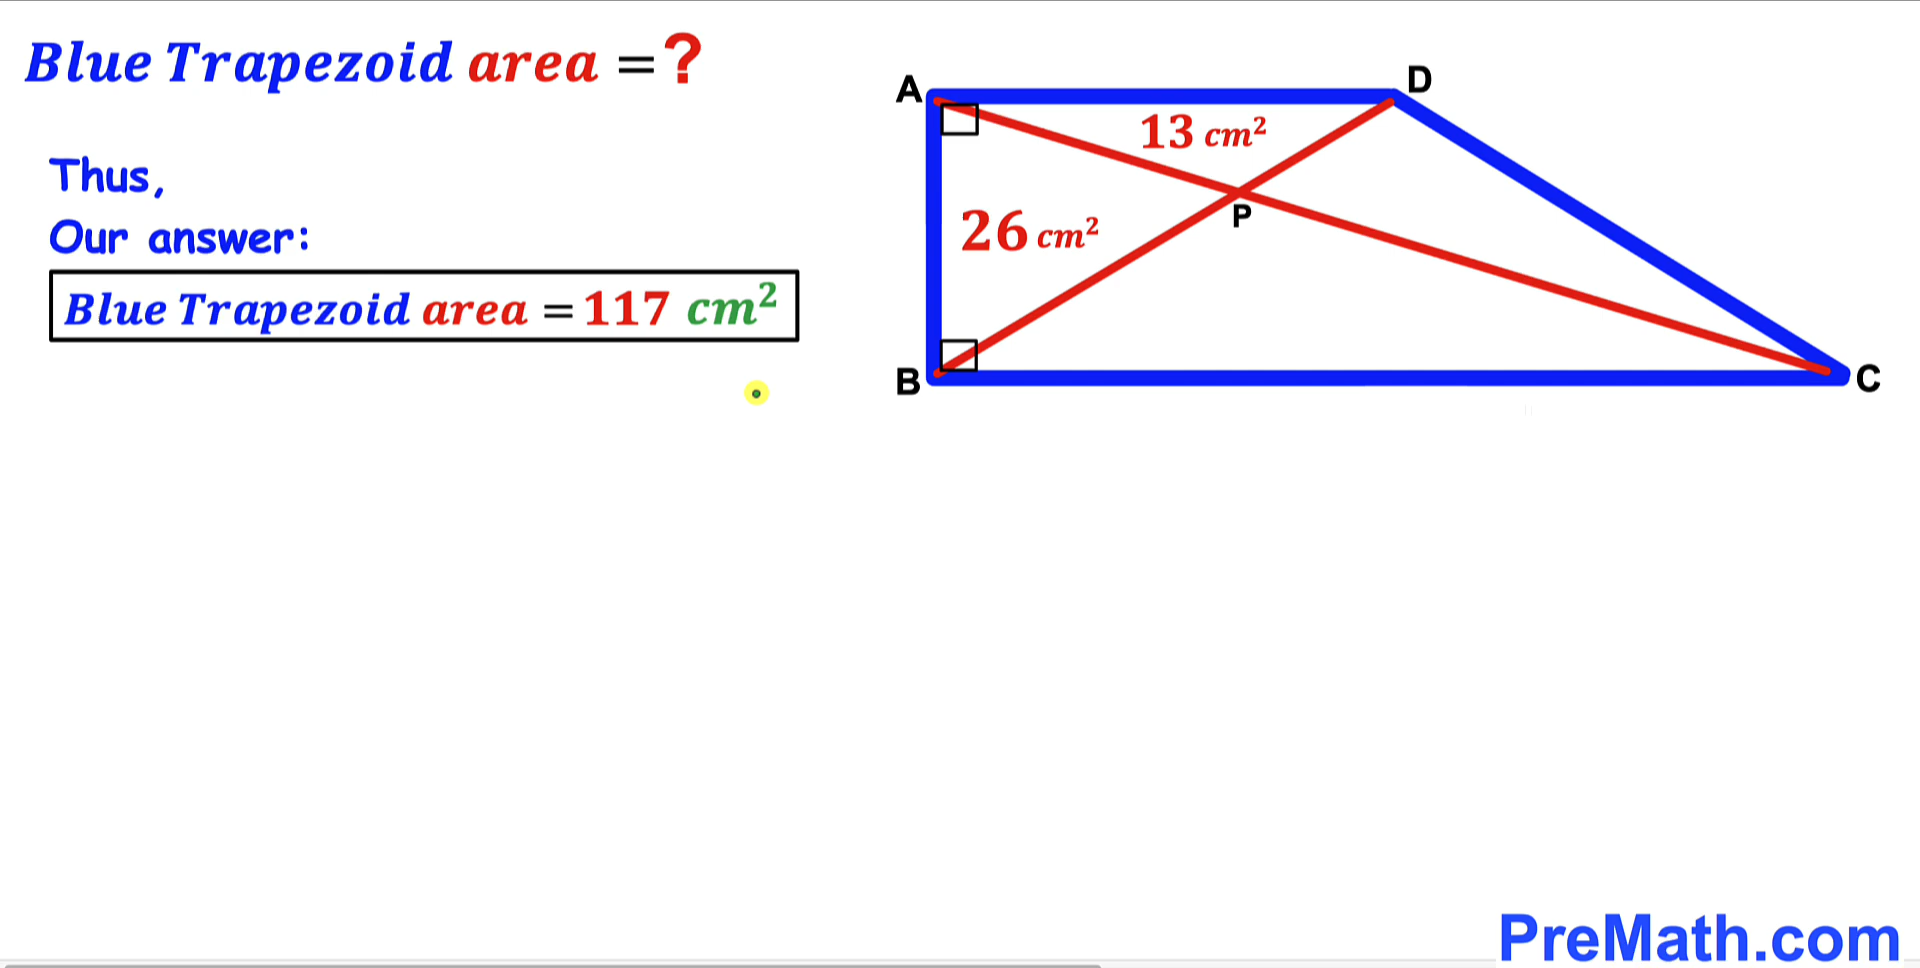 Blue Trapezoid area = ?
Thus,
Our answer:
Blue Trapezoid area = 117 cm²
A
D
13 cm²
P
26 cm²
B
C
PreMath.com